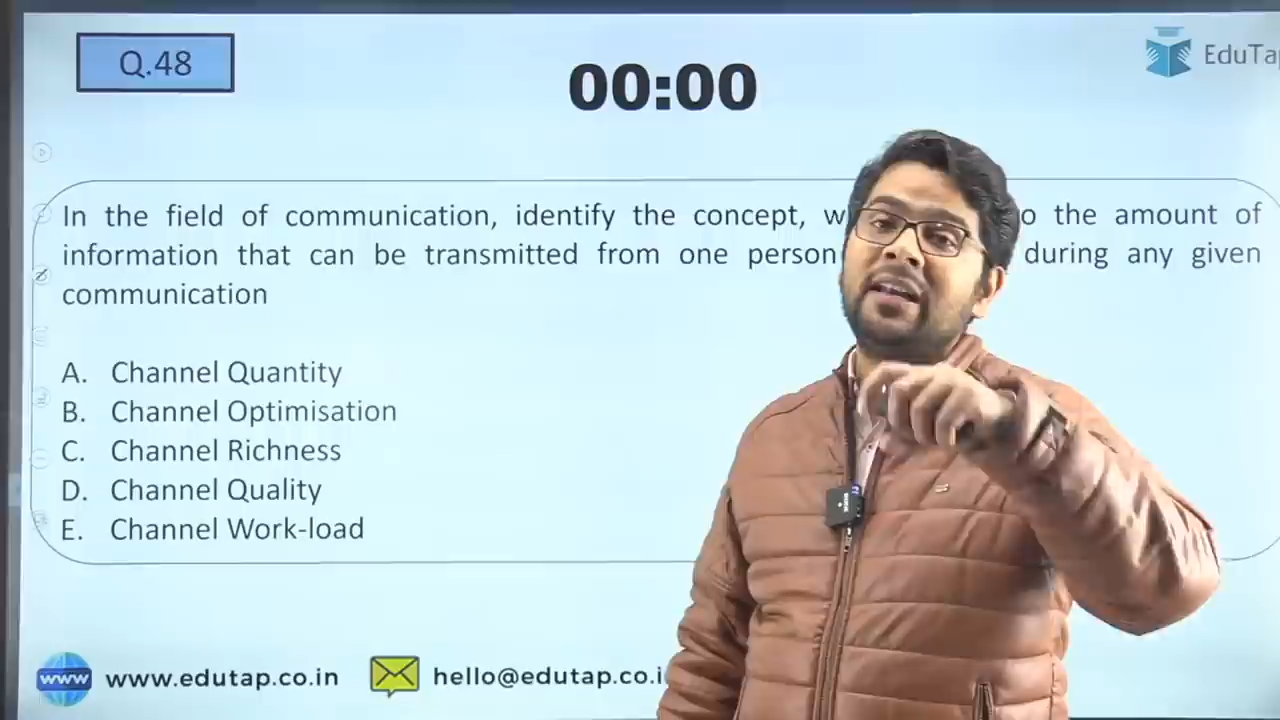 Q.48
00:00
EduTap
In the field of communication, identify the concept, w o the amount of
information that can be transmitted from one person during any given
communication
A. Channel Quantity
B. Channel Optimisation
C. Channel Richness
D. Channel Quality
E. Channel Work-load
www
www.edutap.co.in
hello@edutap.co.i